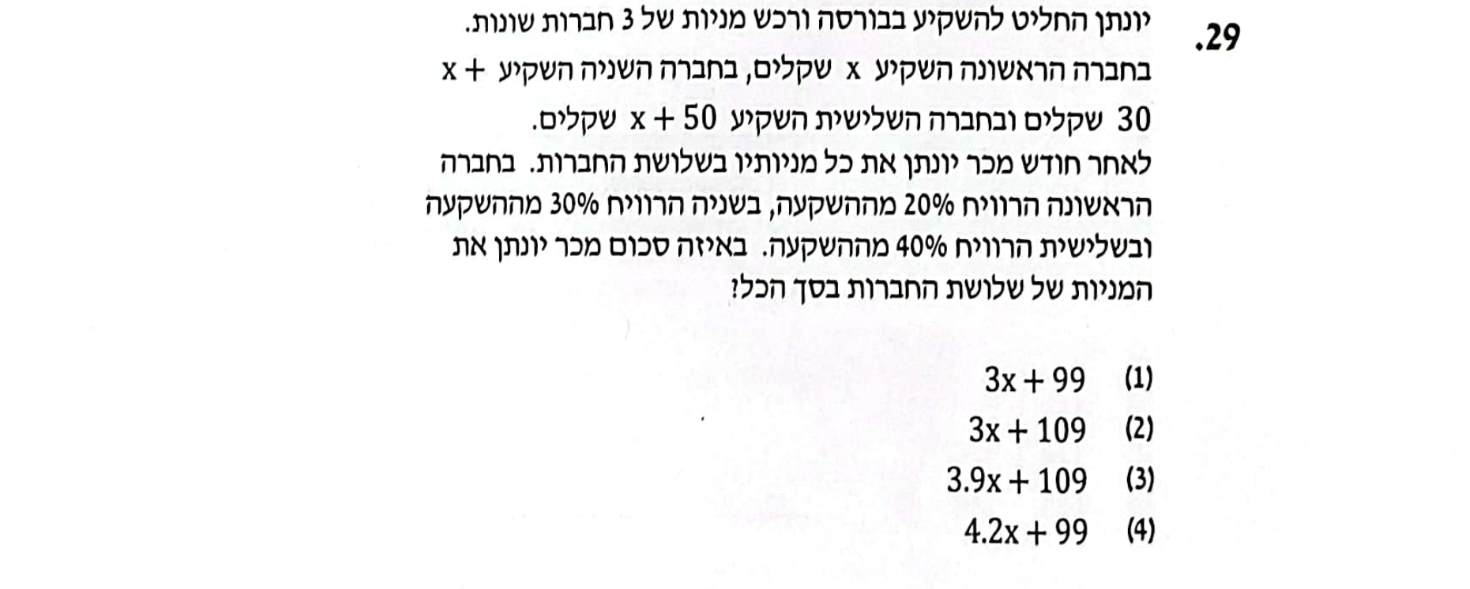 29. יונתן החליט להשקיע בבורסה ורכש מניות של 3 חברות שונות.
בחברה הראשונה השקיע x שקלים, בחברה השניה השקיע x +
30 שקלים ובחברה השלישית השקיע x + 50 שקלים.
לאחר חודש מכר יונתן את כל מניותיו בשלושת החברות. בחברה
הראשונה הרוויח 20% מההשקעה, בשניה הרוויח 30% מההשקעה
ובשלישית הרוויח 40% מההשקעה. באיזה סכום מכר יונתן את
המניות של שלושת החברות בסך הכל?
(1) 3x + 99
(2) 3x + 109
(3) 3.9x + 109
(4) 4.2x + 99